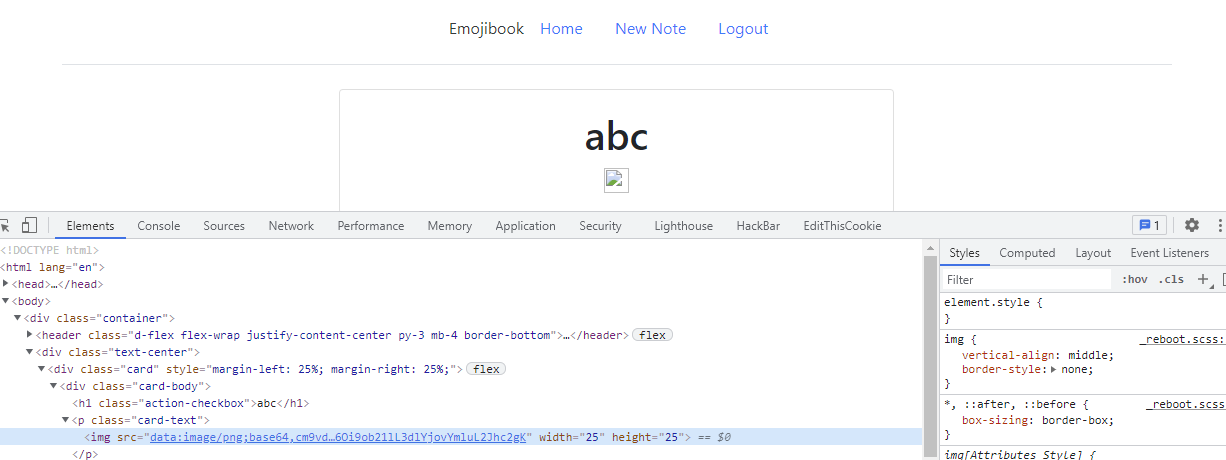 Emojibook Home New Note Logout
abc
Elements Console Sources Network Performance Memory Application Security Lighthouse HackBar EditThisCookie 1
<!DOCTYPE html>
<html lang="en">
<head>…</head>
<body>
<div class="container">
<header class="d-flex flex-wrap justify-content-center py-3 mb-4 border-bottom">…</header> flex
<div class="text-center">
<div class="card" style="margin-left: 25%; margin-right: 25%;"> flex
<div class="card-body">
<h1 class="action-checkbox">abc</h1>
<p class="card-text">
<img src="data:image/png;base64,cm9vd…6Oi9ob21lL3dlYjovYmluL2Jhc2gK" width="25" height="25"> == $0
</p>
Styles Computed Layout Event Listeners
Filter :hov .cls +
element.style {
}
img { _reboot.scss:
vertical-align: middle;
border-style: none;
}
*, ::after, ::before { _reboot.scss
box-sizing: border-box;
}
img[Attributes Style] {